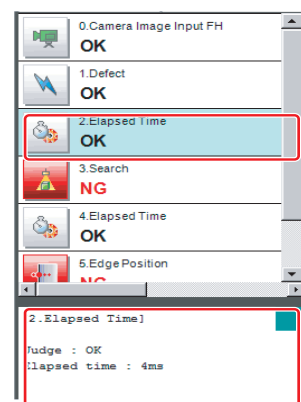 0.Camera Image Input FH
OK
1.Defect
OK
2.Elapsed Time
OK
3.Search
NG
4.Elapsed Time
OK
5.Edge Position
NG
2.Elapsed Time]
Judge : OK
Elapsed time : 4ms